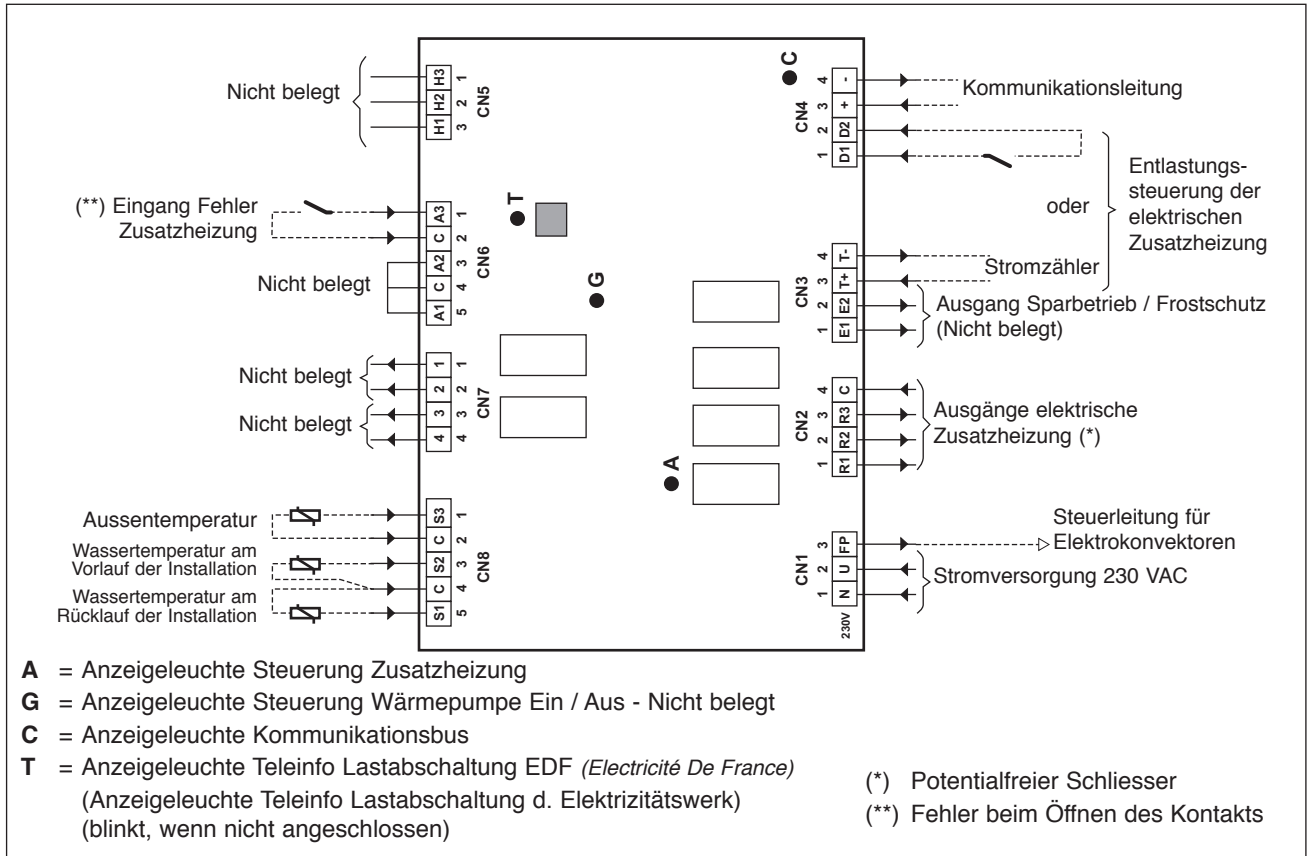 Nicht belegt
H3 1
H2 2
H1 3
CN5
(**) Eingang Fehler
Zusatzheizung
A3 1
C 2
A2 3
C 4
A1 5
CN6
Nicht belegt
Nicht belegt
1 1
2 2
CN7
Nicht belegt
3 3
4 4
Aussentemperatur
Wassertemperatur am
Vorlauf der Installation
Wassertemperatur am
Rücklauf der Installation
S3 1
C 2
S2 3
C 4
S1 5
CN8
T
G
A
C
CN4
4 -
3 +
2 D2
1 D1
Kommunikationsleitung
oder
Entlastungs-
steuerung der
elektrischen
Zusatzheizung
CN3
4 T-
3 T+
2 E2
1 E1
Stromzähler
Ausgang Sparbetrieb / Frostschutz
(Nicht belegt)
CN2
4 C
3 R3
2 R2
1 R1
Ausgänge elektrische
Zusatzheizung (*)
CN1
3 FP
2 U
1 N
230V
Steuerleitung für
Elektrokonvektoren
Stromversorgung 230 VAC
A = Anzeigeleuchte Steuerung Zusatzheizung
G = Anzeigeleuchte Steuerung Wärmepumpe Ein / Aus - Nicht belegt
C = Anzeigeleuchte Kommunikationsbus
T = Anzeigeleuchte Teleinfo Lastabschaltung EDF (Electricité De France)
(Anzeigeleuchte Teleinfo Lastabschaltung d. Elektrizitätswerk)
(blinkt, wenn nicht angeschlossen)
(*) Potentialfreier Schliesser
(**) Fehler beim Öffnen des Kontakts